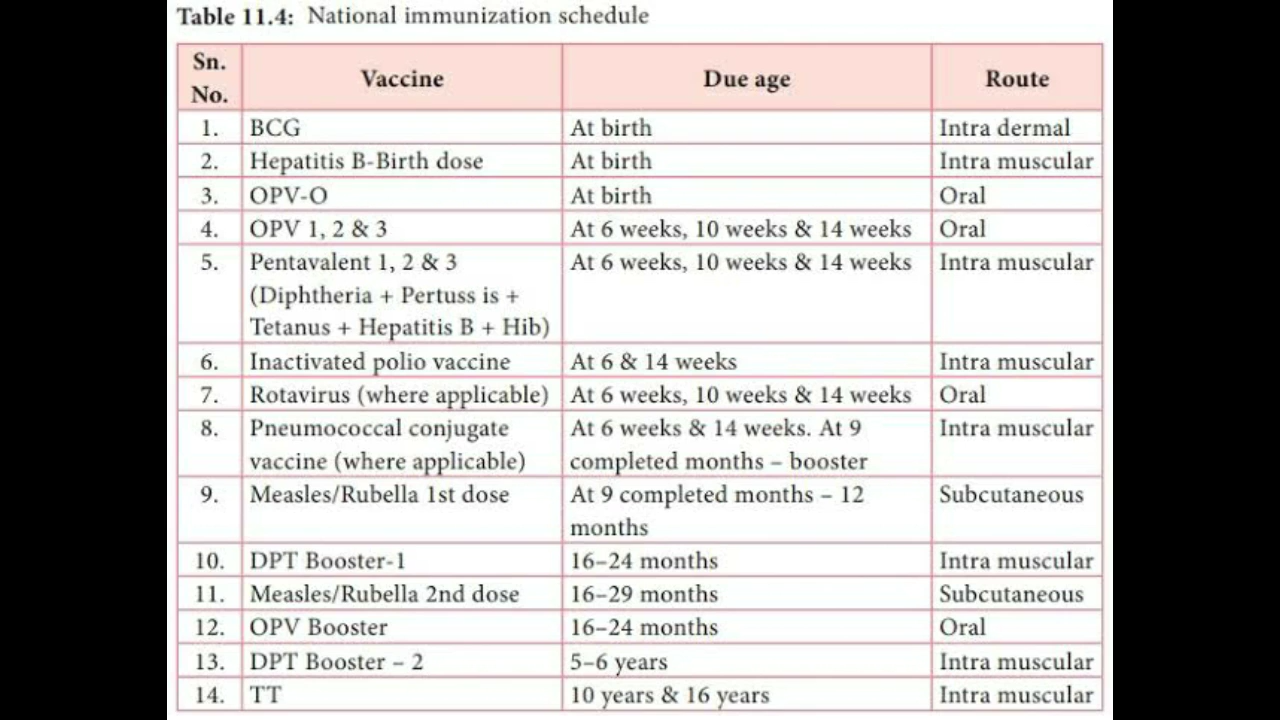 Table 11.4: National immunization schedule
Sn. No. Vaccine Due age Route
1. BCG At birth Intra dermal
2. Hepatitis B-Birth dose At birth Intra muscular
3. OPV-O At birth Oral
4. OPV 1, 2 & 3 At 6 weeks, 10 weeks & 14 weeks Oral
5. Pentavalent 1, 2 & 3 At 6 weeks, 10 weeks & 14 weeks Intra muscular
(Diphtheria + Pertuss is +
Tetanus + Hepatitis B + Hib)
6. Inactivated polio vaccine At 6 & 14 weeks Intra muscular
7. Rotavirus (where applicable) At 6 weeks, 10 weeks & 14 weeks Oral
8. Pneumococcal conjugate At 6 weeks & 14 weeks. At 9 Intra muscular
vaccine (where applicable) completed months – booster
9. Measles/Rubella 1st dose At 9 completed months – 12 Subcutaneous
months
10. DPT Booster-1 16–24 months Intra muscular
11. Measles/Rubella 2nd dose 16–29 months Subcutaneous
12. OPV Booster 16–24 months Oral
13. DPT Booster – 2 5–6 years Intra muscular
14. TT 10 years & 16 years Intra muscular